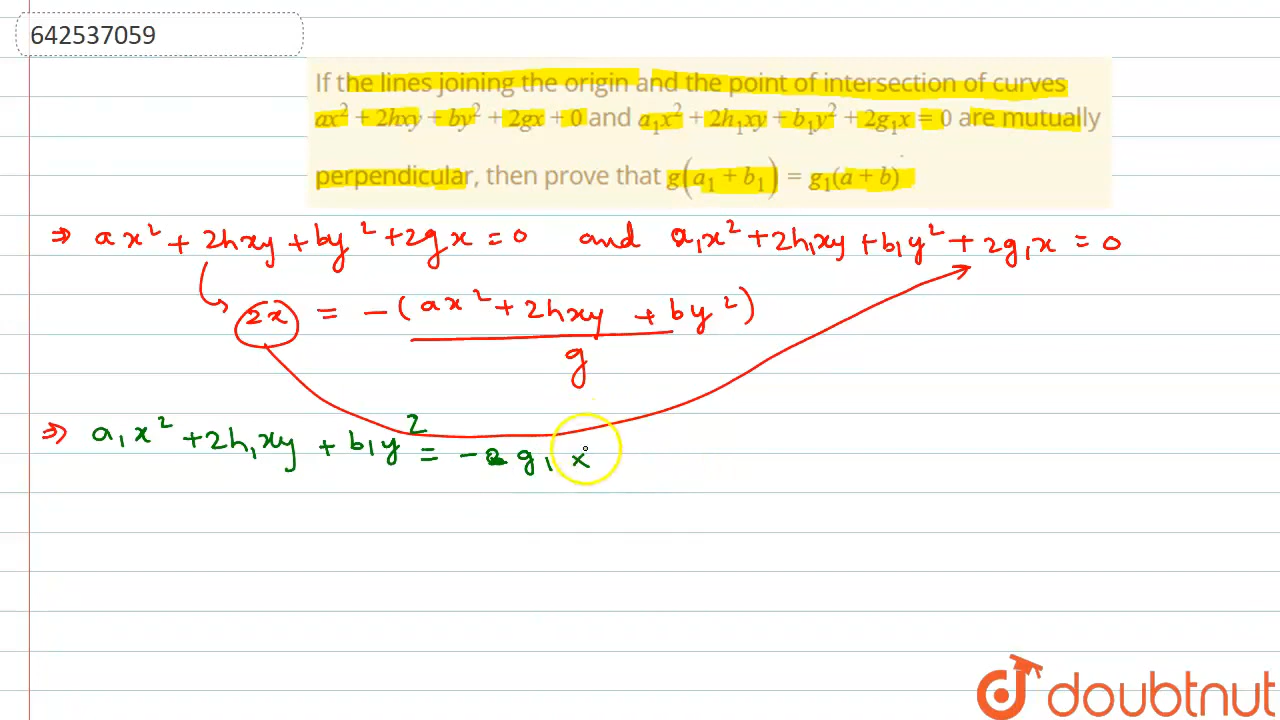 642537059
If the lines joining the origin and the point of intersection of curves
ax² + 2hxy + by² + 2gx + 0 and a₁x² + 2h₁xy + b₁y² + 2g₁x = 0 are mutually
perpendicular, then prove that g(a₁ + b₁) = g₁(a + b)
⇒ ax² + 2hxy + by² + 2gx = 0 and a₁x² + 2h₁xy + b₁y² + 2g₁x = 0
2x = -(ax² + 2hxy + by²)
g
⇒ a₁x² + 2h₁xy + b₁y² = -2g₁x
doubtnut